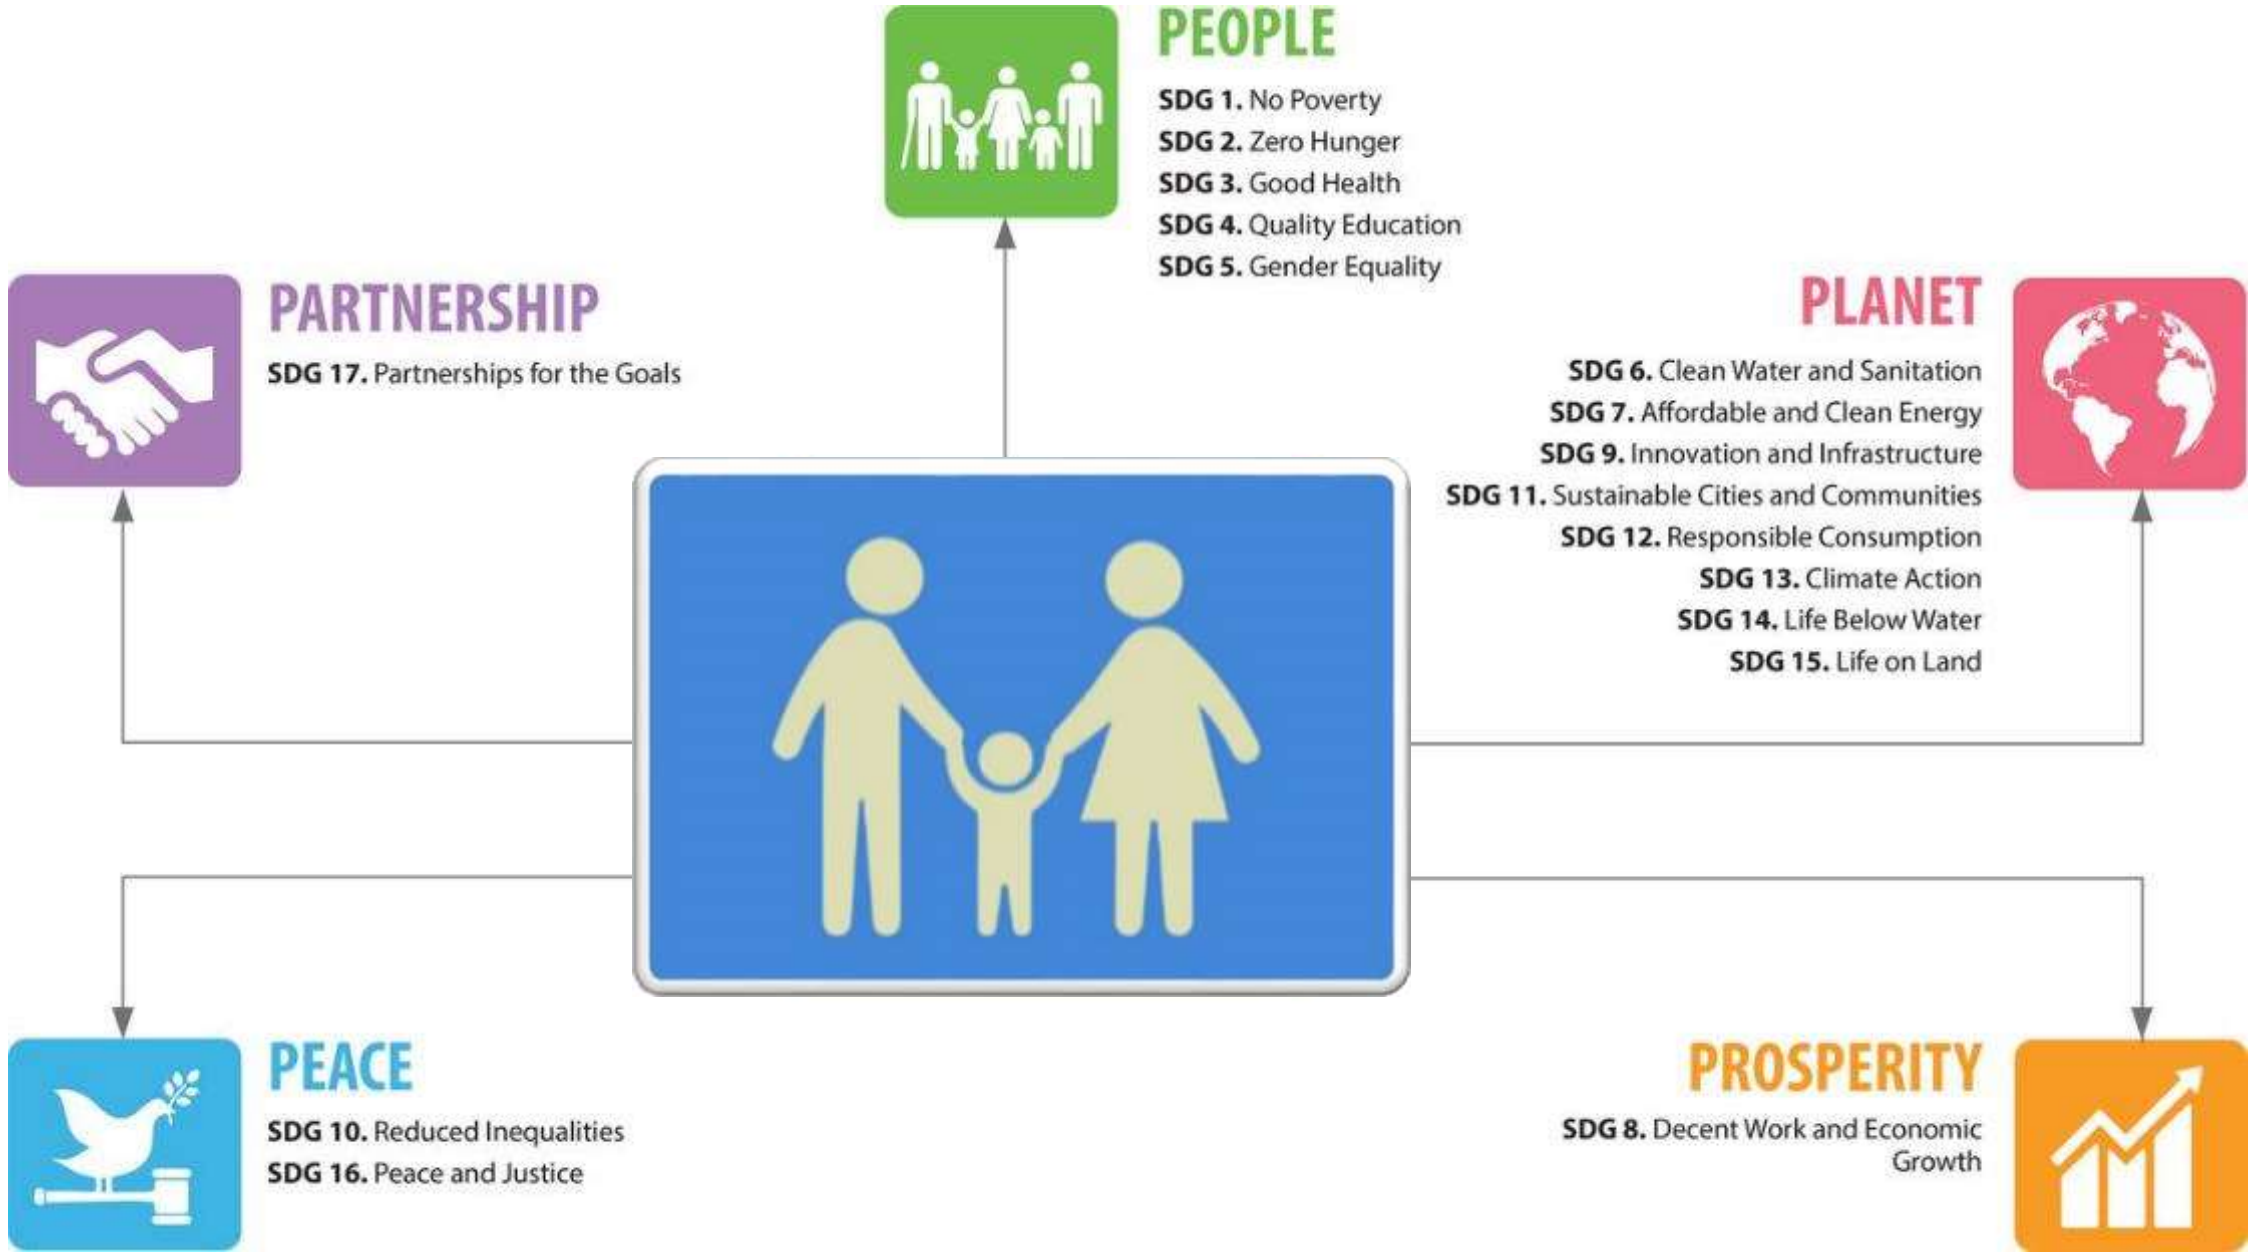 PEOPLE
SDG 1. No Poverty
SDG 2. Zero Hunger
SDG 3. Good Health
SDG 4. Quality Education
SDG 5. Gender Equality
PARTNERSHIP
SDG 17. Partnerships for the Goals
PLANET
SDG 6. Clean Water and Sanitation
SDG 7. Affordable and Clean Energy
SDG 9. Innovation and Infrastructure
SDG 11. Sustainable Cities and Communities
SDG 12. Responsible Consumption
SDG 13. Climate Action
SDG 14. Life Below Water
SDG 15. Life on Land
PEACE
SDG 10. Reduced Inequalities
SDG 16. Peace and Justice
PROSPERITY
SDG 8. Decent Work and Economic
Growth